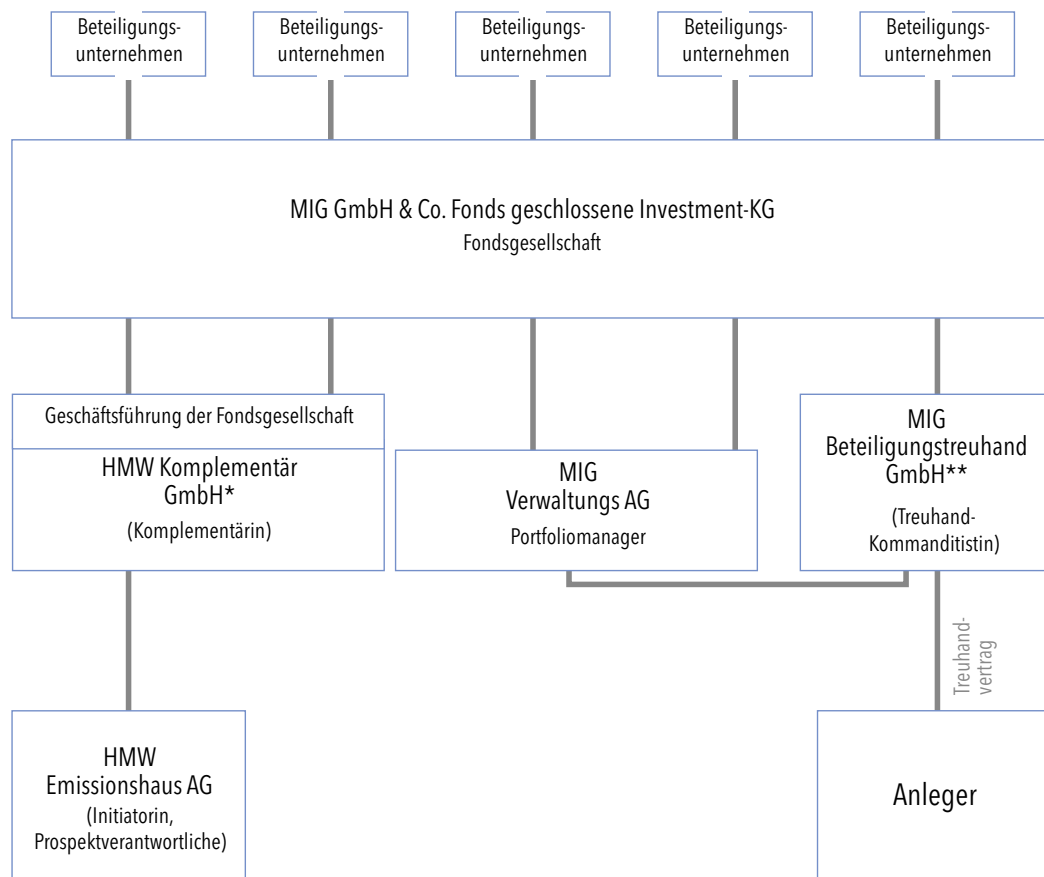 Beteiligungs-
unternehmen
Beteiligungs-
unternehmen
Beteiligungs-
unternehmen
Beteiligungs-
unternehmen
Beteiligungs-
unternehmen
MIG GmbH & Co. Fonds geschlossene Investment-KG
Fondsgesellschaft
Geschäftsführung der Fondsgesellschaft
HMW Komplementär
GmbH*
(Komplementärin)
MIG
Verwaltungs AG
Portfoliomanager
MIG
Beteiligungstreuhand
GmbH**
(Treuhand-
Kommanditistin)
Treuhand-
vertrag
HMW
Emissionshaus AG
(Initiatorin,
Prospektverantwortliche)
Anleger